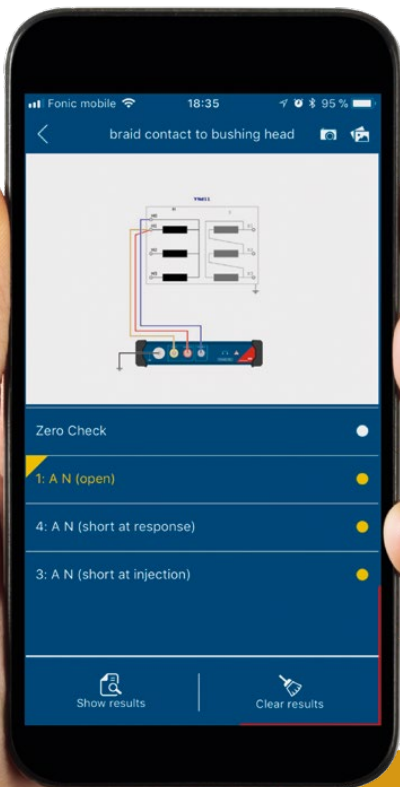 Fonic mobile 18:35 95 %
braid contact to bushing head
Zero Check
1: A N (open)
4: A N (short at response)
3: A N (short at injection)
Show results
Clear results